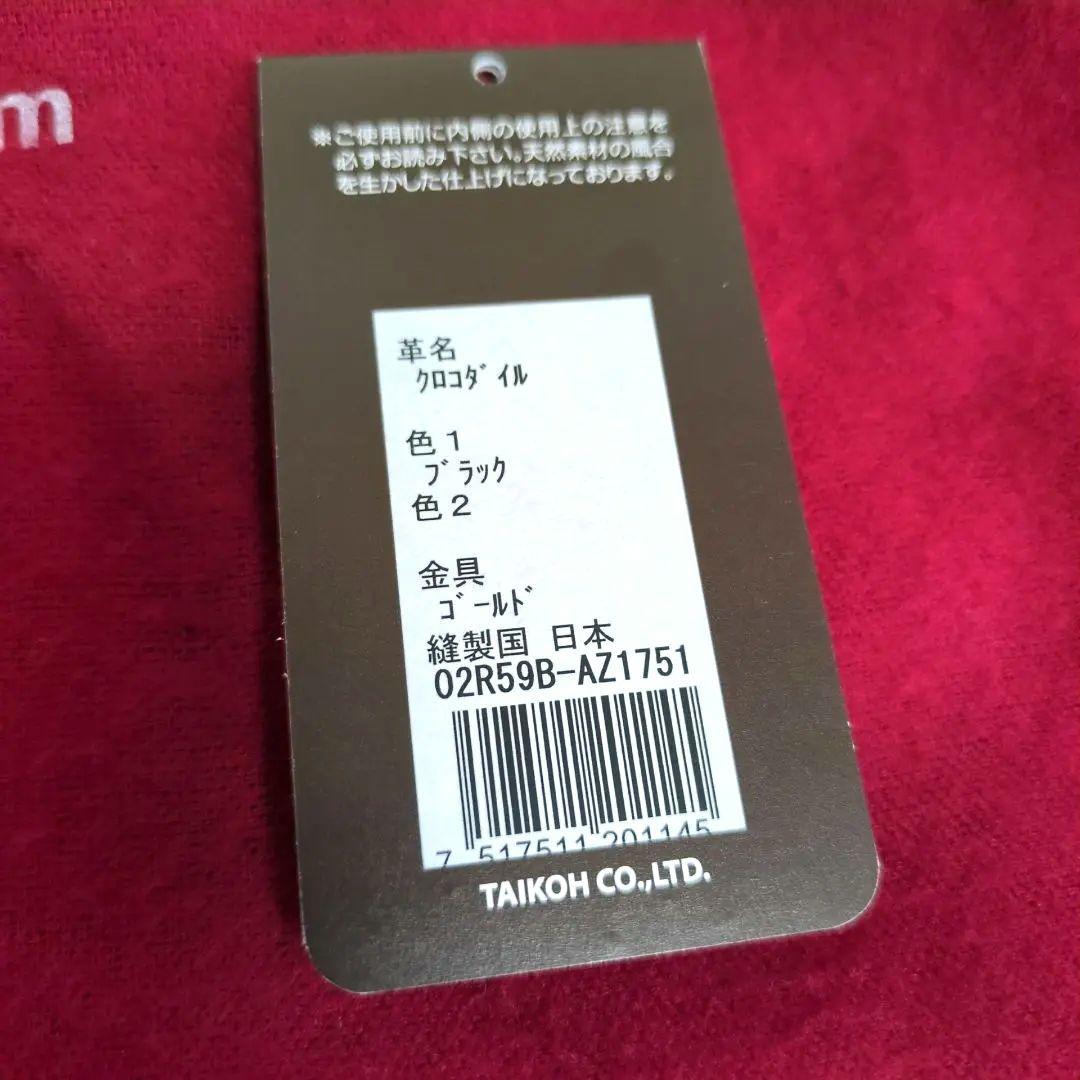 m
※ご使用前に内側の使用上の注意を
必ずお読み下さい。天然素材の風合
を生かした仕上げになっております。
革名
ｸﾛｺﾀﾞｲﾙ
色1
ﾌﾞﾗｯｸ
色2
金具
ｺﾞｰﾙﾄﾞ
縫製国 日本
02R59B-AZ1751
7 517511 201145
TAIKOH CO.,LTD.